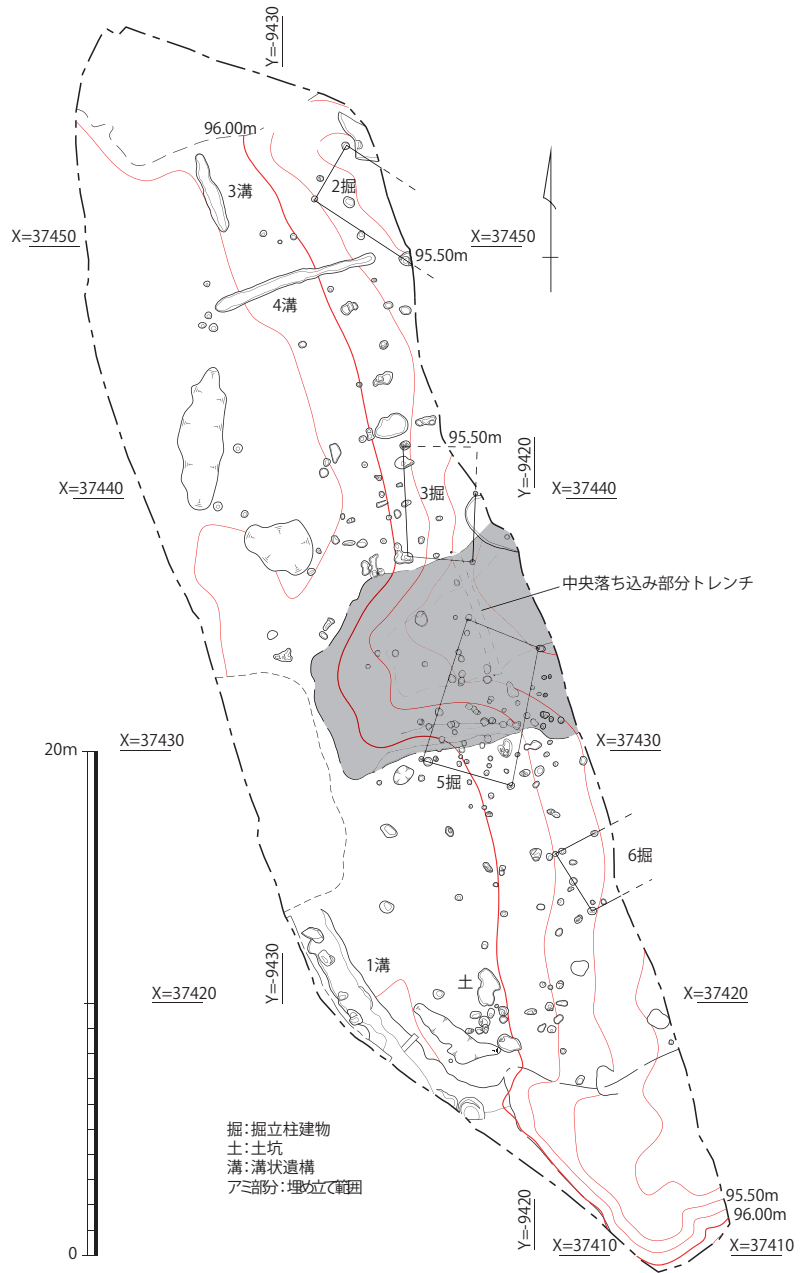 Y=-9430
96.00m
3溝
2掘
X=37450
X=37450
95.50m
4溝
95.50m
Y=-9420
3掘
X=37440
X=37440
中央落ち込み部分トレンチ
20m
X=37430
X=37430
5掘
6掘
1溝
Y=-9430
土
X=37420
X=37420
掘：掘立柱建物
土：土坑
溝：溝状遺構
アミ部分：埋め立て範囲
95.50m
96.00m
Y=-9420
X=37410
X=37410
0